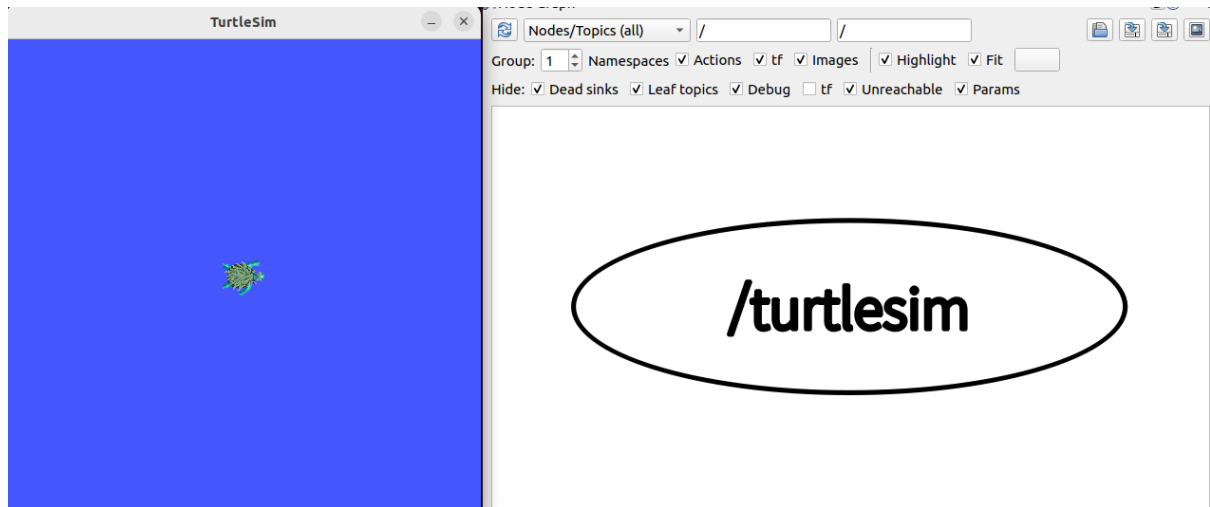 TurtleSim
Nodes/Topics (all) / /
Group: 1 Namespaces Actions tf Images Highlight Fit
Hide: Dead sinks Leaf topics Debug tf Unreachable Params
/turtlesim